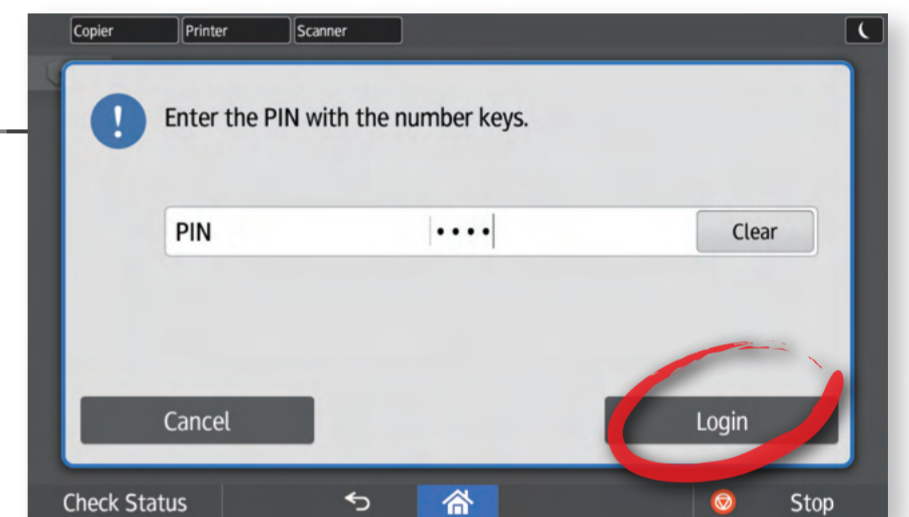 Copier Printer Scanner
Enter the PIN with the number keys.
PIN •••• Clear
Cancel Login
Check Status Stop